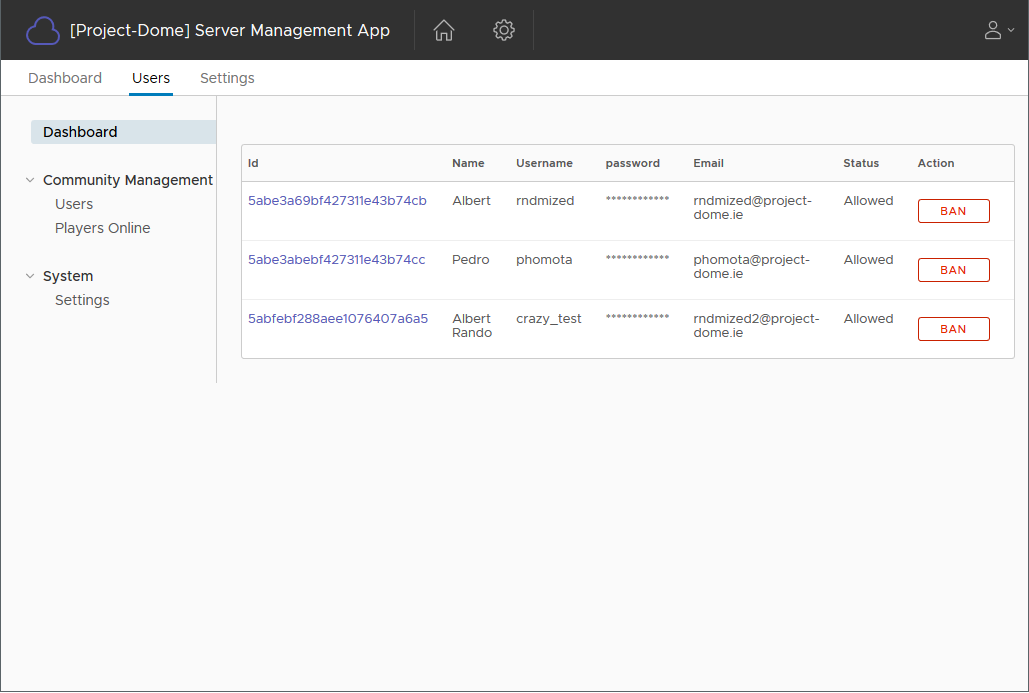 [Project-Dome] Server Management App
Dashboard Users Settings
Dashboard
Community Management
Users
Players Online
System
Settings
Id Name Username password Email Status Action
5abe3a69bf427311e43b74cb Albert rndmized ************ rndmized@project-
dome.ie Allowed BAN
5abe3abebf427311e43b74cc Pedro phomota ************ phomota@project-
dome.ie Allowed BAN
5abfebf288aee1076407a6a5 Albert
Rando crazy_test ************ rndmized2@project-
dome.ie Allowed BAN